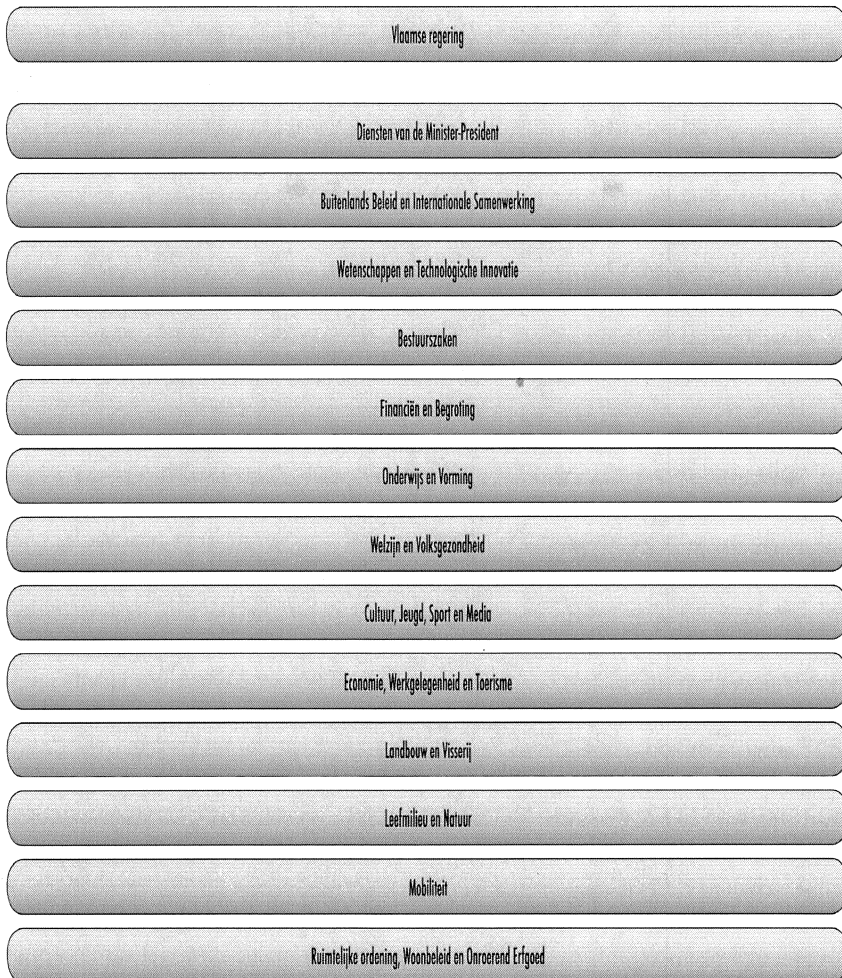 Vlaamse regering
Diensten van de Minister-President
Buitenlands Beleid en Internationale Samenwerking
Wetenschappen en Technologische Innovatie
Bestuurszaken
Financiën en Begroting
Onderwijs en Vorming
Welzijn en Volksgezondheid
Cultuur, Jeugd, Sport en Media
Economie, Werkgelegenheid en Toerisme
Landbouw en Visserij
Leefmilieu en Natuur
Mobiliteit
Ruimtelijke ordening, Woonbeleid en Onroerend Erfgoed